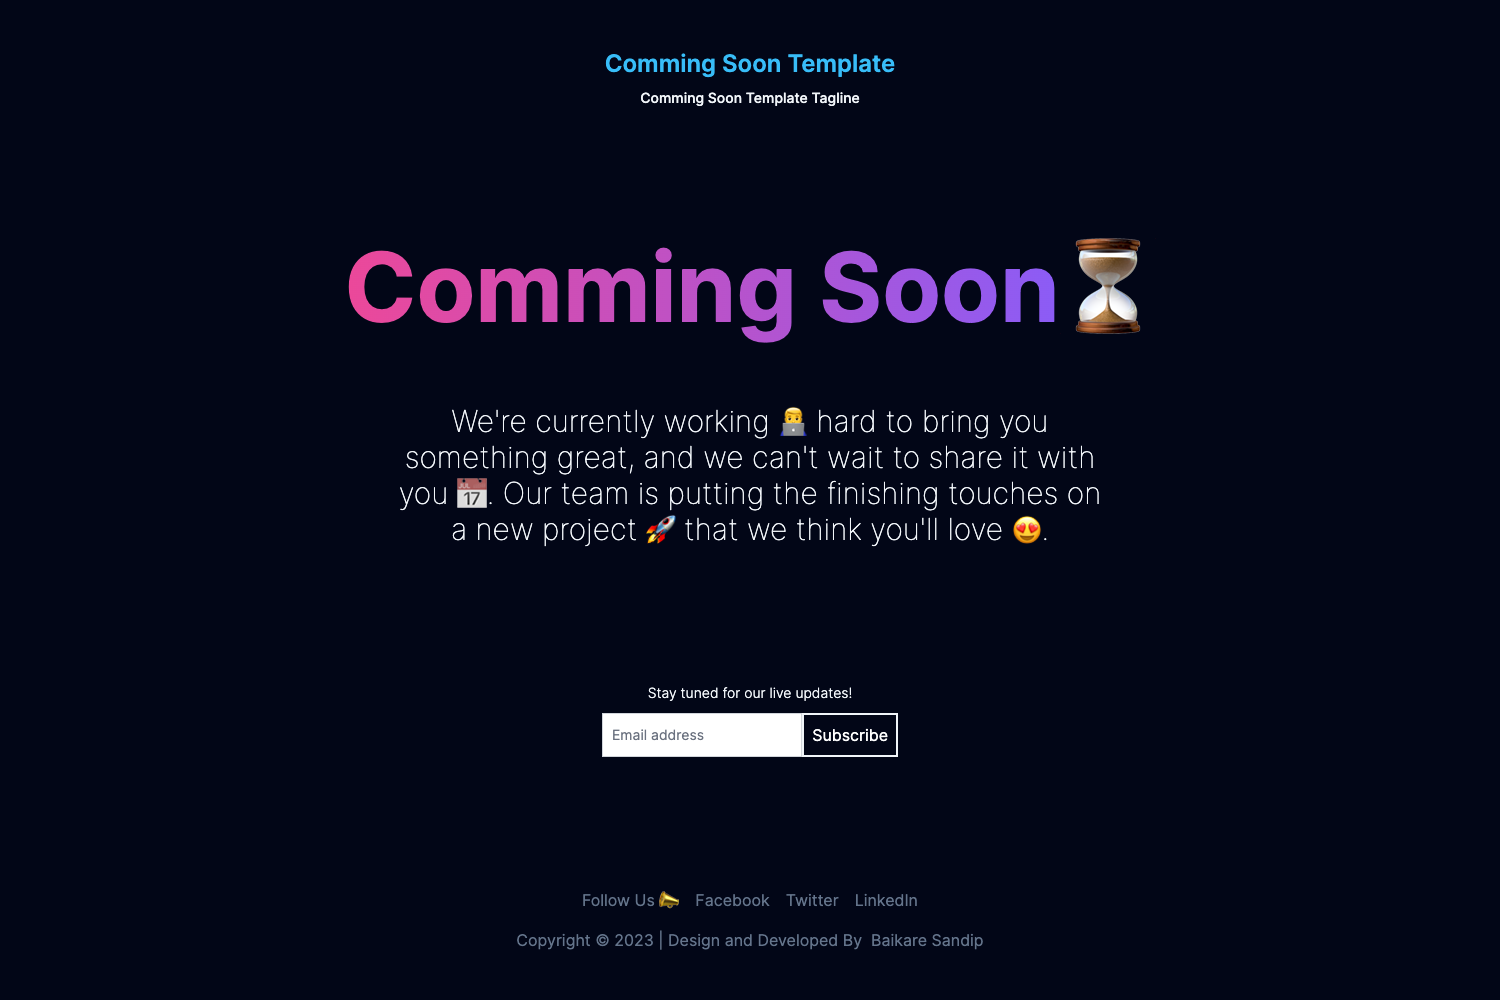 Comming Soon Template
Comming Soon Template Tagline
Comming Soon⏳
We're currently working 👨‍💻 hard to bring you
something great, and we can't wait to share it with
you 📅. Our team is putting the finishing touches on
a new project 🚀 that we think you'll love 😍.
Stay tuned for our live updates!
Email address
Subscribe
Follow Us 📣 Facebook Twitter LinkedIn
Copyright © 2023 | Design and Developed By Baikare Sandip